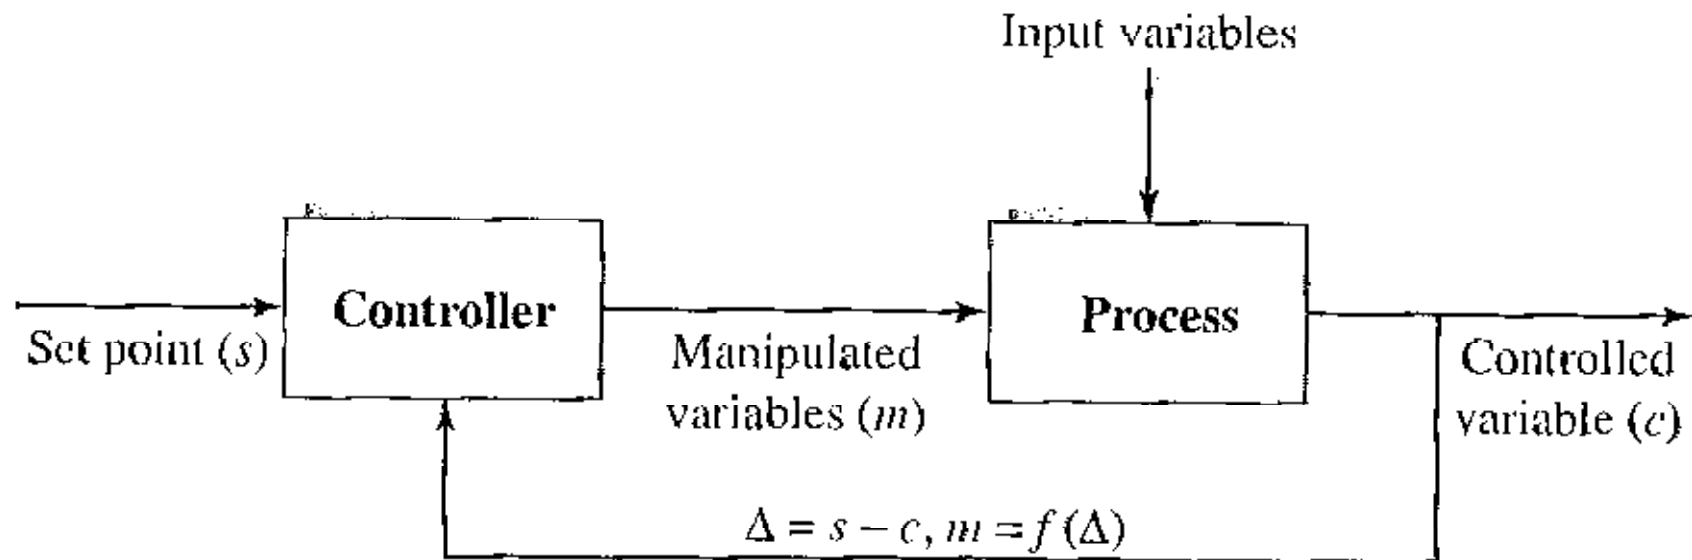 Input variables
Controller
Process
Set point (s)
Manipulated
variables (m)
Controlled
variable (c)
Δ = s − c, m = f(Δ)